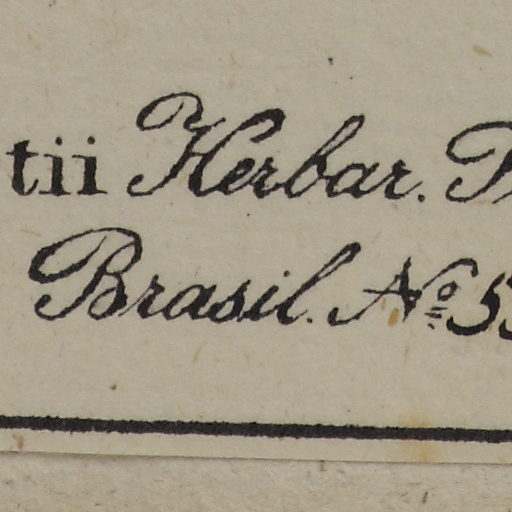 tii Herbar.
Brasil. No